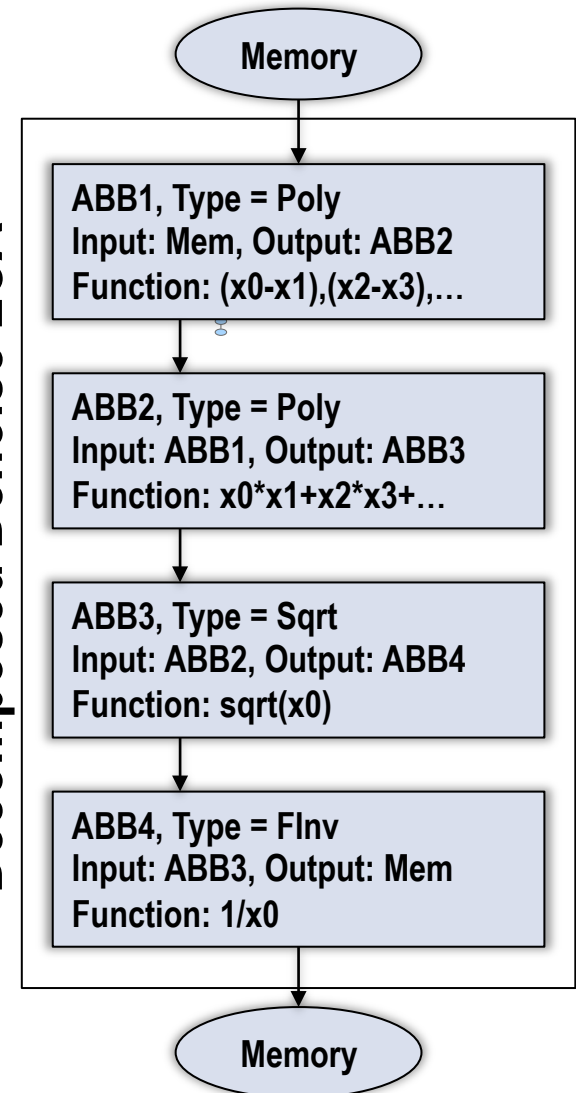 Memory
ABB1, Type = Poly
Input: Mem, Output: ABB2
Function: (x0-x1),(x2-x3),…
ABB2, Type = Poly
Input: ABB1, Output: ABB3
Function: x0*x1+x2*x3+…
ABB3, Type = Sqrt
Input: ABB2, Output: ABB4
Function: sqrt(x0)
ABB4, Type = FInv
Input: ABB3, Output: Mem
Function: 1/x0
Memory